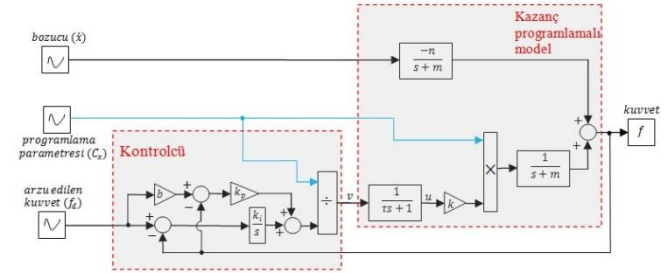 Kazanç
programlamalı
model
bozucu (ẋ)
-n
s + m
kuvvet
f
programlama
parametresi (Cₓ)
Kontrolcü
×
1
s + m
arzu edilen
kuvvet (f_d)
b
k_p
k_i
s
÷
v
1
τs + 1
u
k
+
+
+
−
+
−
+
+